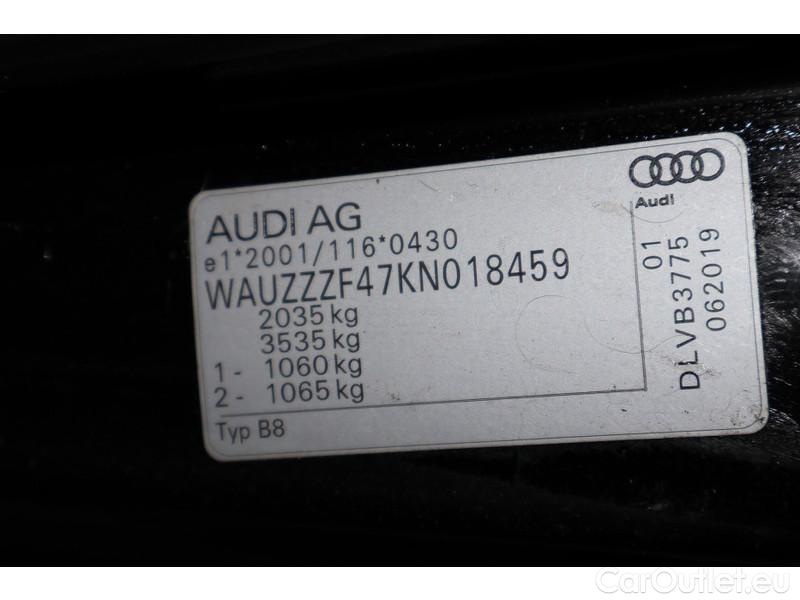 Audi
AUDI AG
e1*2001/116*0430
WAUZZZF47KN018459
2035 kg
3535 kg
1 - 1060 kg
2 - 1065 kg
Typ B8
01
DLVB3775
062019
CarOutlet.eu